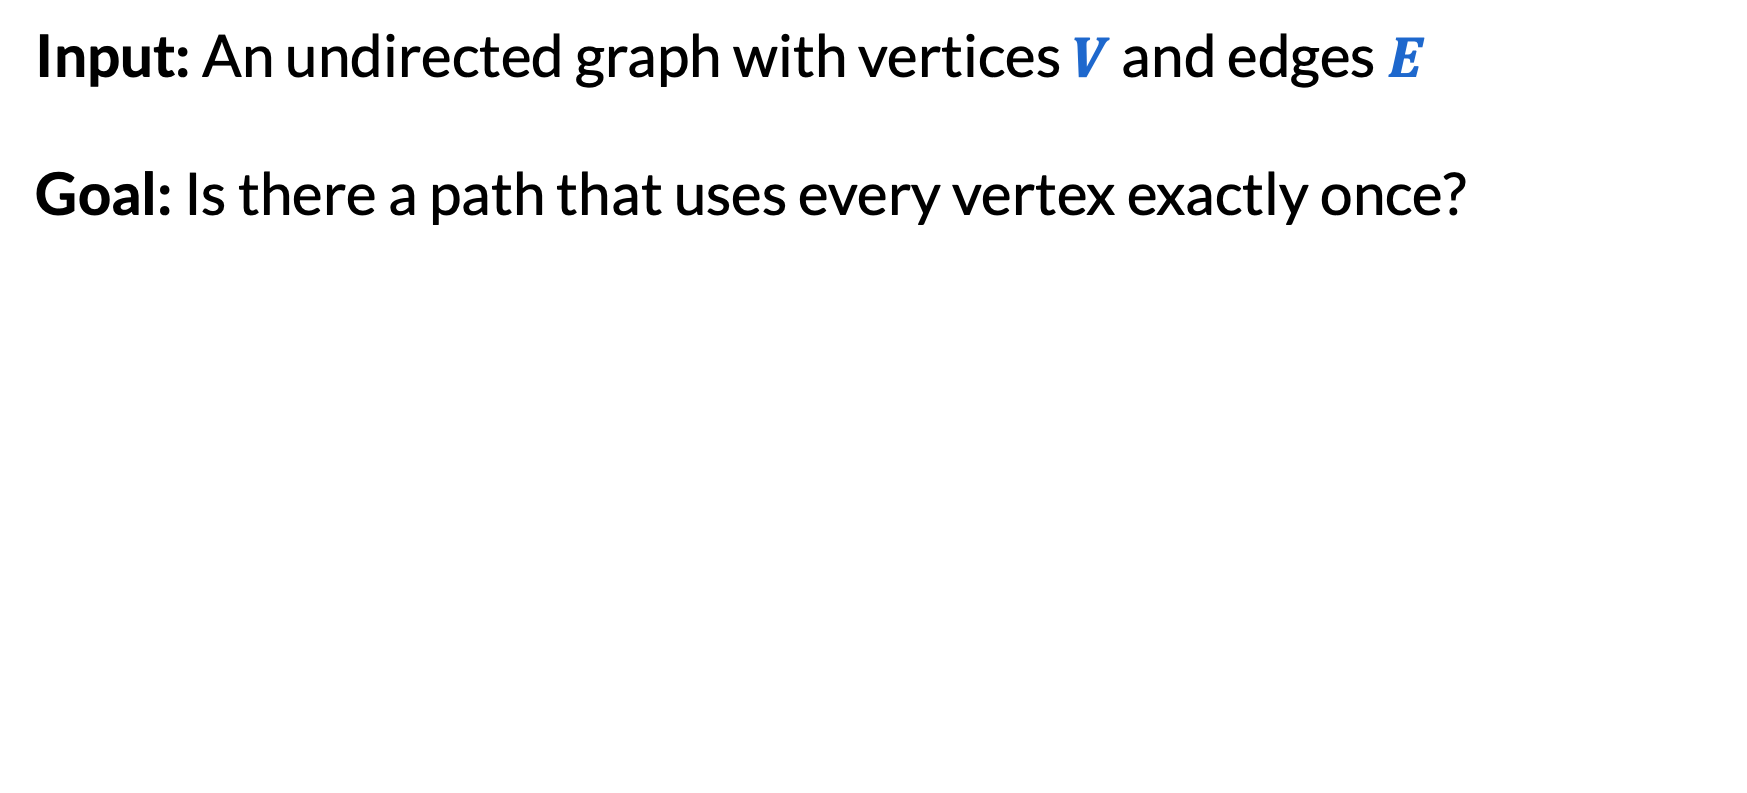 Input: An undirected graph with vertices V and edges E
Goal: Is there a path that uses every vertex exactly once?